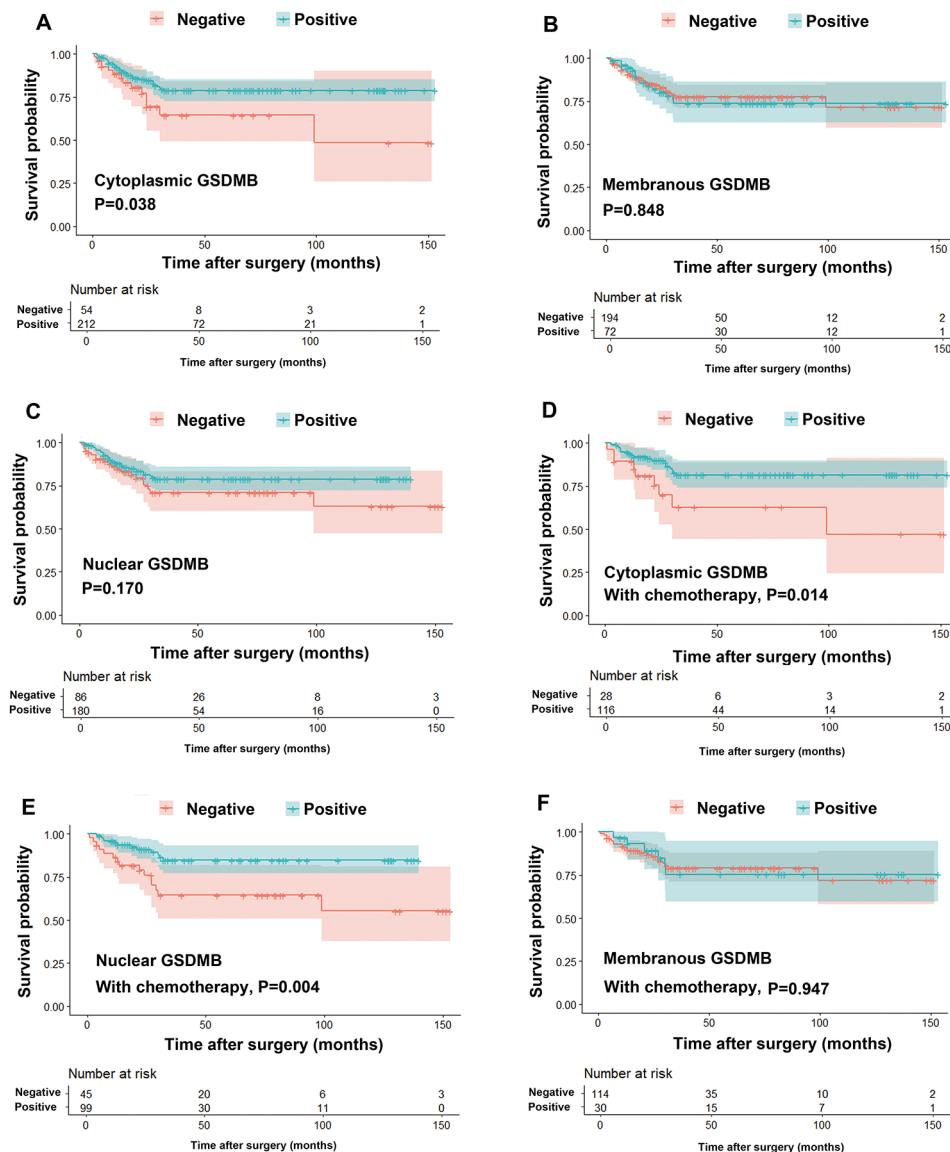 A
Negative Positive
Survival probability
1.00
0.75
0.50
0.25
0.00
Cytoplasmic GSDMB
P=0.038
0 50 100 150
Time after surgery (months)
Number at risk
Negative 54 8 3 2
Positive 212 72 21 1
0 50 100 150
Time after surgery (months)
B
Negative Positive
Survival probability
1.00
0.75
0.50
0.25
0.00
Membranous GSDMB
P=0.848
0 50 100 150
Time after surgery (months)
Number at risk
Negative 194 50 12 2
Positive 72 30 12 1
0 50 100 150
Time after surgery (months)
C
Negative Positive
Survival probability
1.00
0.75
0.50
0.25
0.00
Nuclear GSDMB
P=0.170
0 50 100 150
Time after surgery (months)
Number at risk
Negative 86 26 8 3
Positive 180 54 16 0
0 50 100 150
Time after surgery (months)
D
Negative Positive
Survival probability
1.00
0.75
0.50
0.25
0.00
Cytoplasmic GSDMB
With chemotherapy, P=0.014
0 50 100 150
Time after surgery (months)
Number at risk
Negative 28 6 3 2
Positive 116 44 14 1
0 50 100 150
Time after surgery (months)
E
Negative Positive
Survival probability
1.00
0.75
0.50
0.25
0.00
Nuclear GSDMB
With chemotherapy, P=0.004
0 50 100 150
Time after surgery (months)
Number at risk
Negative 45 20 6 3
Positive 99 30 11 0
0 50 100 150
Time after surgery (months)
F
Negative Positive
Survival probability
1.00
0.75
0.50
0.25
0.00
Membranous GSDMB
With chemotherapy, P=0.947
0 50 100 150
Time after surgery (months)
Number at risk
Negative 114 35 10 2
Positive 30 15 7 1
0 50 100 150
Time after surgery (months)